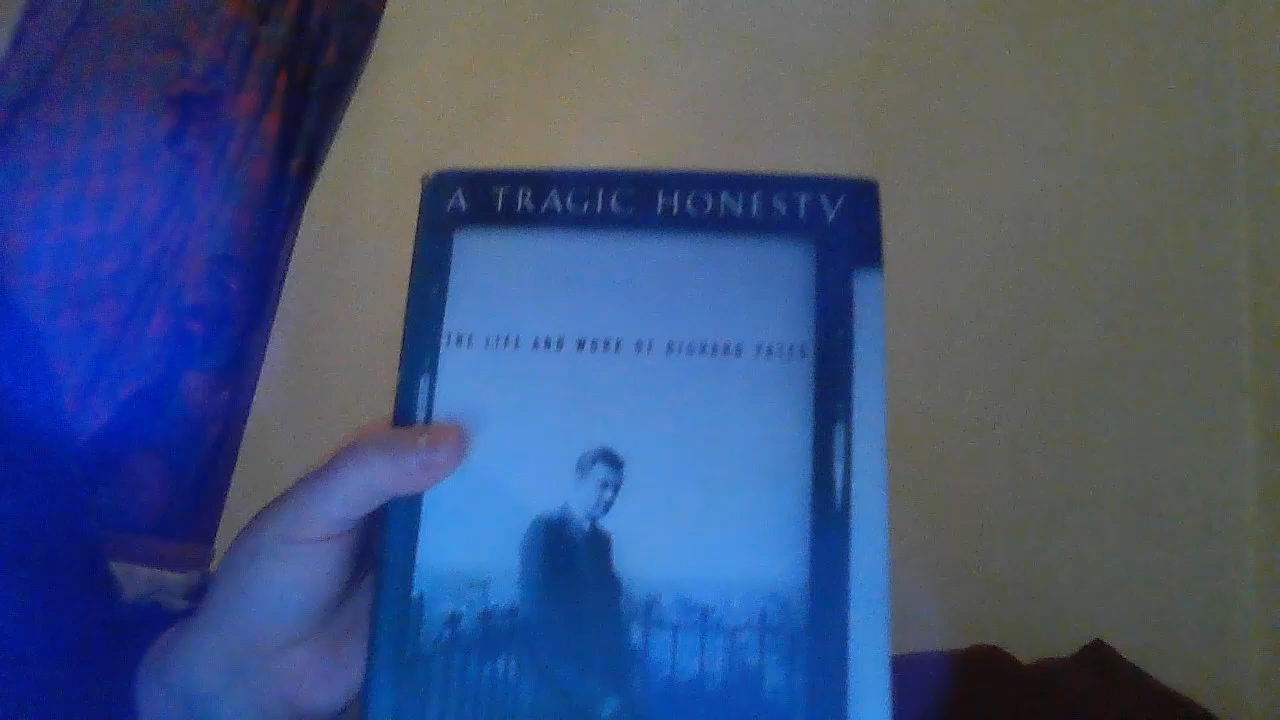 A TRAGIC HONESTY
THE LIFE AND WORK OF RICHARD YATES